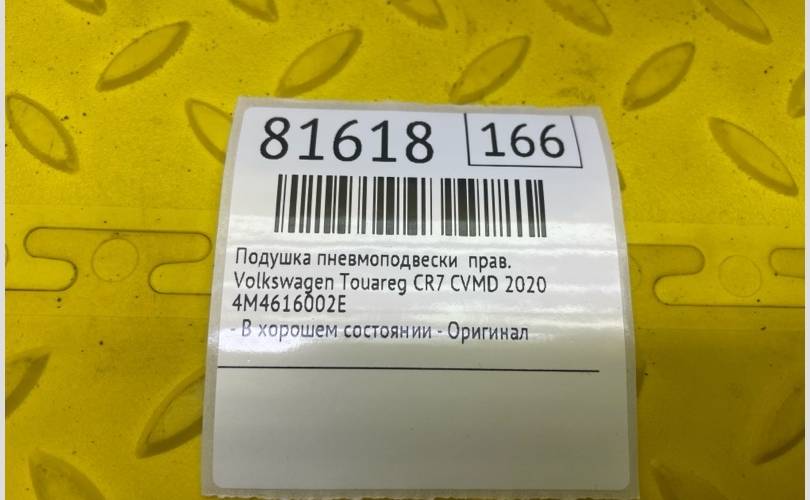 81618 166
Подушка пневмоподвески прав.
Volkswagen Touareg CR7 CVMD 2020
4M4616002E
- В хорошем состоянии - Оригинал